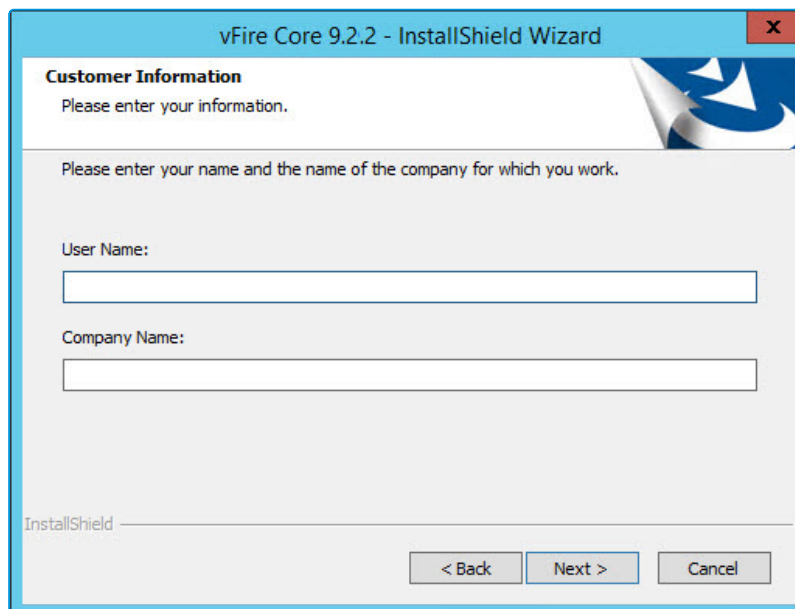 vFire Core 9.2.2 - InstallShield Wizard
X
Customer Information
Please enter your information.
Please enter your name and the name of the company for which you work.
User Name:
Company Name:
InstallShield
< Back
Next >
Cancel